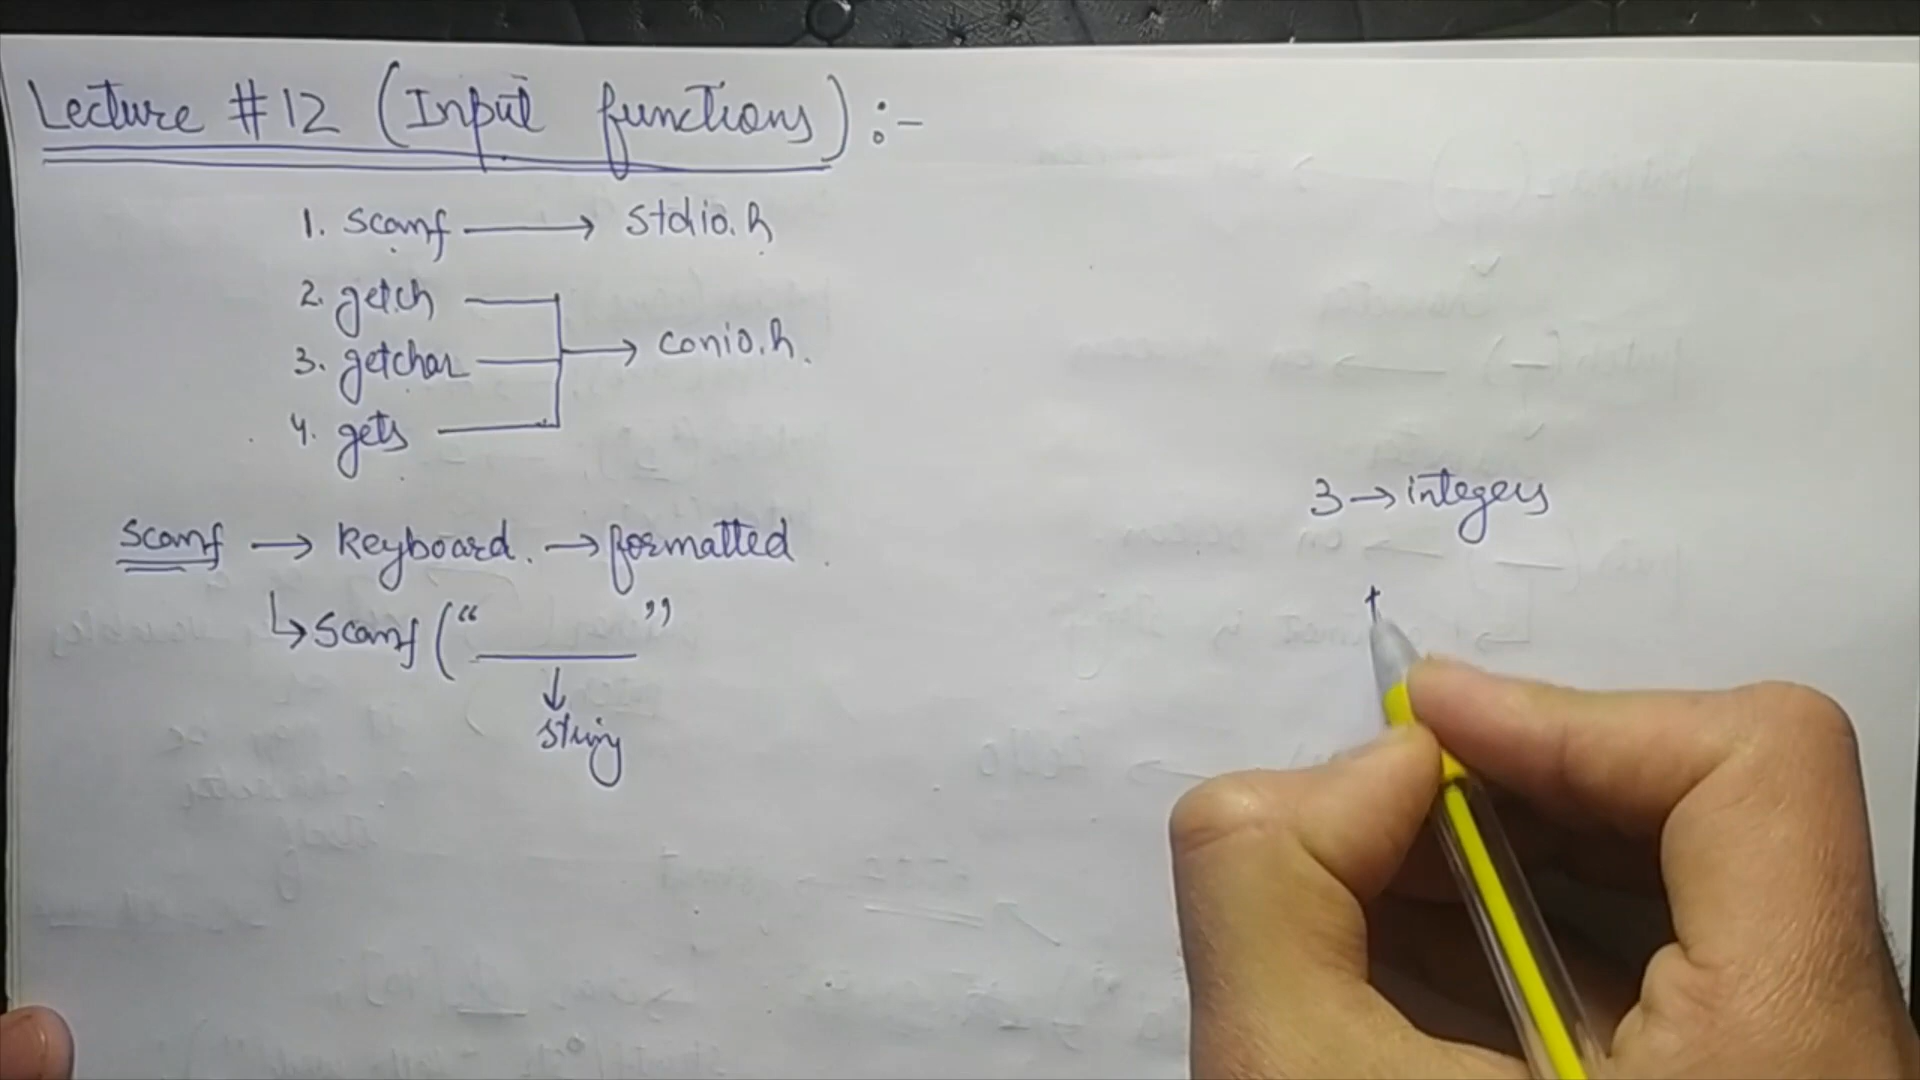 Lecture #12 (Input functions) :-
1. scanf → stdio.h
2. getch
3. getchar → conio.h.
4. gets
3 → integers
scanf → keyboard. → formatted
↳ scanf ("______"
↓
string